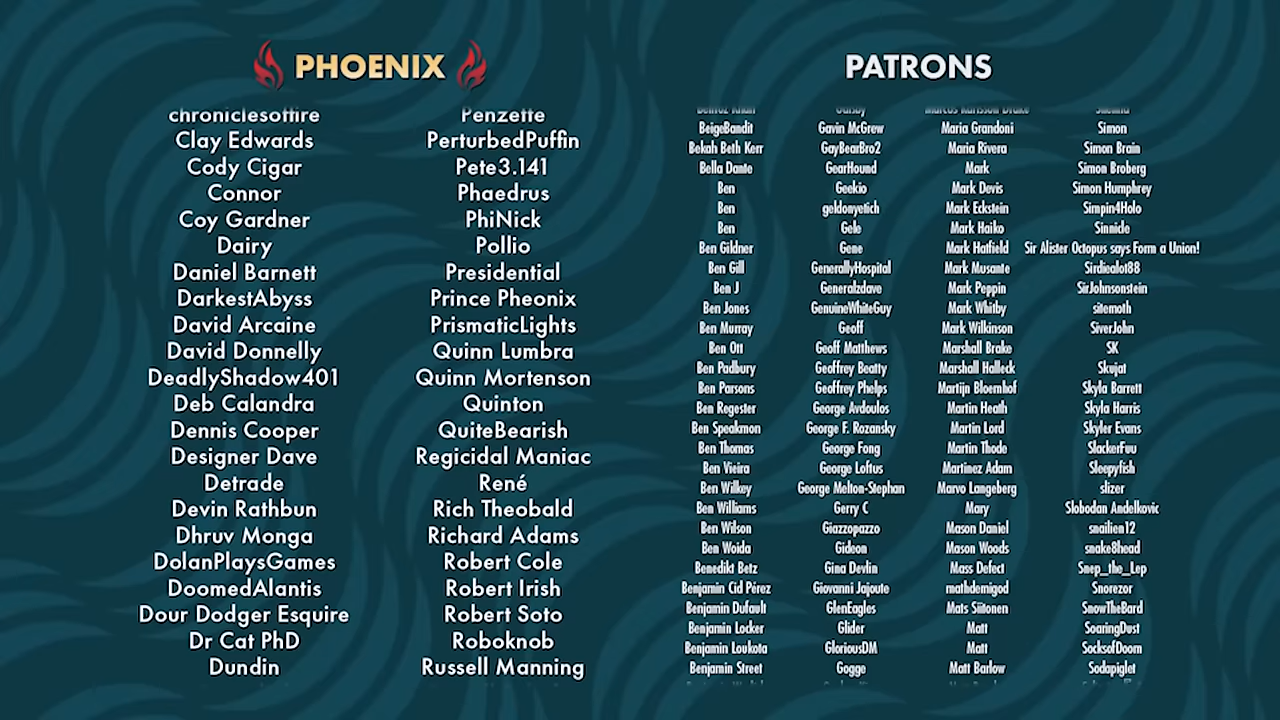 PHOENIX
chroniclesoffire
Clay Edwards
Cody Cigar
Connor
Coy Gardner
Dairy
Daniel Barnett
DarkestAbyss
David Arcaine
David Donnelly
DeadlyShadow401
Deb Calandra
Dennis Cooper
Designer Dave
Detrade
Devin Rathbun
Dhruv Monga
DolanPlaysGames
DoomedAlantis
Dour Dodger Esquire
Dr Cat PhD
Dundin
Penzette
PerturbedPuffin
Pete3.141
Phaedrus
PhiNick
Pollio
Presidential
Prince Pheonix
PrismaticLights
Quinn Lumbra
Quinn Mortenson
Quinton
QuiteBearish
Regicidal Maniac
René
Rich Theobald
Richard Adams
Robert Cole
Robert Irish
Robert Soto
Roboknob
Russell Manning
PATRONS
BeigeBandit
Bekah Beth Kerr
Bella Dante
Ben
Ben
Ben
Ben Gildner
Ben Gill
Ben J
Ben Jones
Ben Murray
Ben Ott
Ben Padbury
Ben Parsons
Ben Regester
Ben Speakmon
Ben Thomas
Ben Vieira
Ben Wilkey
Ben Williams
Ben Wilson
Ben Woida
Benedikt Betz
Benjamin Cid Pérez
Benjamin Dufault
Benjamin Locker
Benjamin Loukota
Benjamin Street
Gavin McGrew
GayBearBro2
GearHound
Geekio
geldonyetich
Gele
Gene
GenerallyHospital
Generalzdave
GenuineWhiteGuy
Geoff
Geoff Matthews
Geoffrey Beatty
Geoffrey Phelps
George Avdoulos
George F. Rozansky
George Fong
George Loftus
George Melton-Stephan
Gerry C
Giazzopazzo
Gideon
Gina Devlin
Giovanni Jajoute
GlenEagles
Glider
GloriousDM
Gogge
Maria Grandoni
Maria Rivera
Mark
Mark Devis
Mark Eckstein
Mark Haiko
Mark Hatfield
Mark Musante
Mark Peppin
Mark Whitby
Mark Wilkinson
Marshall Brake
Marshall Halleck
Martijn Bloemhof
Martin Heath
Martin Lord
Martin Thode
Martinez Adam
Marvo Langeberg
Mary
Mason Daniel
Mason Woods
Mass Defect
mathdemigod
Mats Siitonen
Matt
Matt
Matt Barlow
Simon
Simon Brain
Simon Broberg
Simon Humphrey
Simpin4Holo
Sinnide
Sir Alister Octopus says Form a Union!
Sirdiealot88
SirJohnsonstein
sitemoth
SiverJohn
SK
Skujat
Skyla Barrett
Skyla Harris
Skyler Evans
SlackerFuu
Sleepyfish
slizer
Slobodan Andelkovic
snailien12
snake8head
Snep_the_Lep
Snorezor
SnowTheBard
SoaringDust
SocksofDoom
Sodapiglet